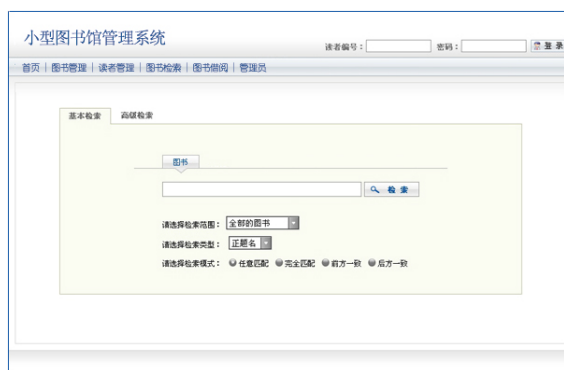 小型图书馆管理系统
读者编号： 密码： 登录
首页 | 图书管理 | 读者管理 | 图书检索 | 图书借阅 | 管理员
基本检索 高级检索
图书
检索
请选择检索范围： 全部的图书
请选择检索类型： 正题名
请选择检索模式： 任意匹配 完全匹配 前方一致 后方一致